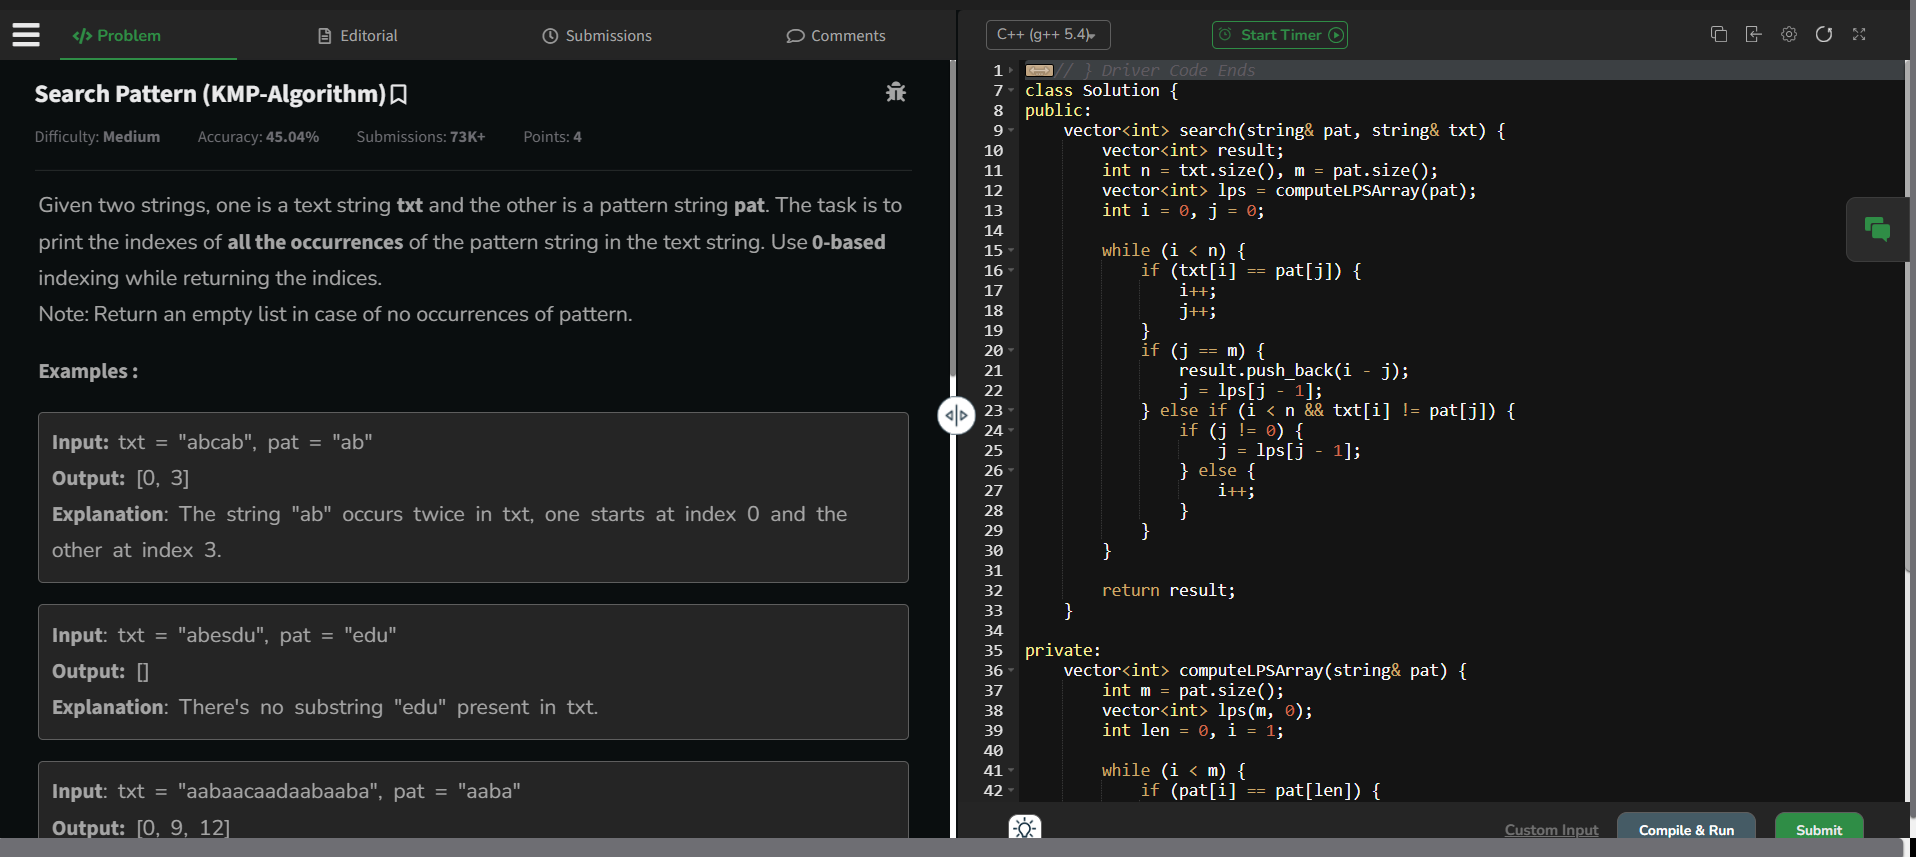 </> Problem
Editorial
Submissions
Comments
Search Pattern (KMP-Algorithm)
Difficulty: Medium Accuracy: 45.04% Submissions: 73K+ Points: 4
Given two strings, one is a text string txt and the other is a pattern string pat. The task is to
print the indexes of all the occurrences of the pattern string in the text string. Use 0-based
indexing while returning the indices.
Note: Return an empty list in case of no occurrences of pattern.
Examples :
Input: txt = "abcab", pat = "ab"
Output: [0, 3]
Explanation: The string "ab" occurs twice in txt, one starts at index 0 and the
other at index 3.
Input: txt = "abesdu", pat = "edu"
Output: []
Explanation: There's no substring "edu" present in txt.
Input: txt = "aabaacaadaabaaba", pat = "aaba"
Output: [0, 9, 12]
C++ (g++ 5.4)
Start Timer
1 // } Driver Code Ends
7 class Solution {
8 public:
9     vector<int> search(string& pat, string& txt) {
10         vector<int> result;
11         int n = txt.size(), m = pat.size();
12         vector<int> lps = computeLPSArray(pat);
13         int i = 0, j = 0;
14
15         while (i < n) {
16             if (txt[i] == pat[j]) {
17                 i++;
18                 j++;
19             }
20             if (j == m) {
21                 result.push_back(i - j);
22                 j = lps[j - 1];
23             } else if (i < n && txt[i] != pat[j]) {
24                 if (j != 0) {
25                     j = lps[j - 1];
26                 } else {
27                     i++;
28                 }
29             }
30         }
31
32         return result;
33     }
34
35 private:
36     vector<int> computeLPSArray(string& pat) {
37         int m = pat.size();
38         vector<int> lps(m, 0);
39         int len = 0, i = 1;
40
41         while (i < m) {
42             if (pat[i] == pat[len]) {
Custom Input
Compile & Run
Submit